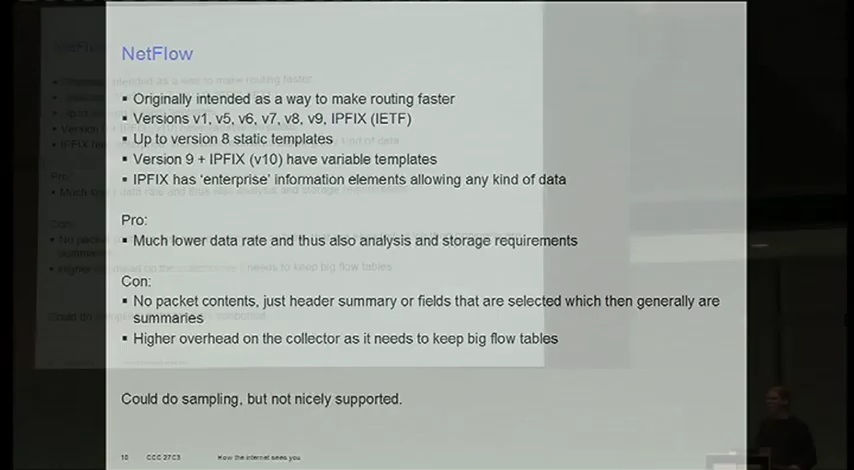 NetFlow
▪ Originally intended as a way to make routing faster
▪ Versions v1, v5, v6, v7, v8, v9, IPFIX (IETF)
▪ Up to version 8 static templates
▪ Version 9 + IPFIX (v10) have variable templates
▪ IPFIX has ‘enterprise’ information elements allowing any kind of data
Pro:
▪ Much lower data rate and thus also analysis and storage requirements
Con:
▪ No packet contents, just header summary or fields that are selected which then generally are
summaries
▪ Higher overhead on the collector as it needs to keep big flow tables
Could do sampling, but not nicely supported.
CCC 27C3 How the internet sees you